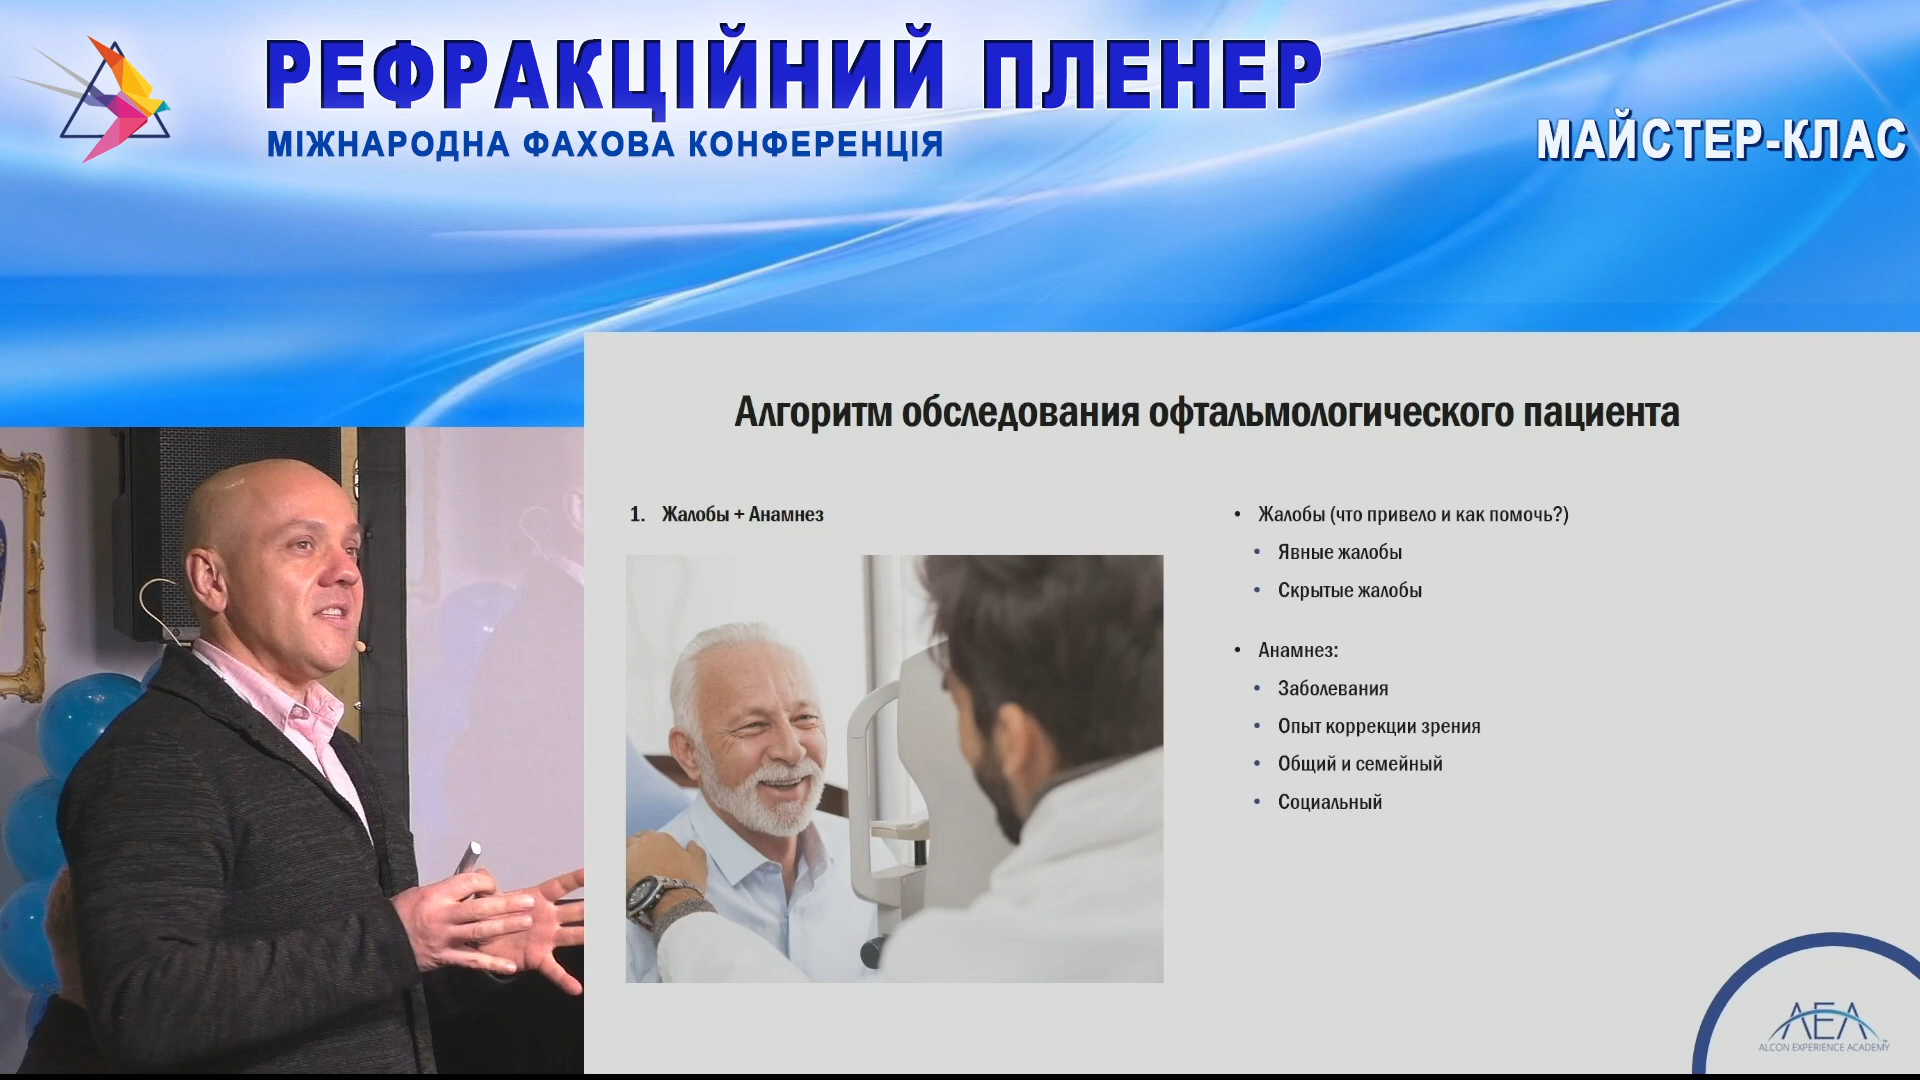 РЕФРАКЦІЙНИЙ ПЛЕНЕР
МІЖНАРОДНА ФАХОВА КОНФЕРЕНЦІЯ
МАЙСТЕР-КЛАС
Алгоритм обследования офтальмологического пациента
1. Жалобы + Анамнез
• Жалобы (что привело и как помочь?)
• Явные жалобы
• Скрытые жалобы
• Анамнез:
• Заболевания
• Опыт коррекции зрения
• Общий и семейный
• Социальный
AEA
ALCON EXPERIENCE ACADEMY